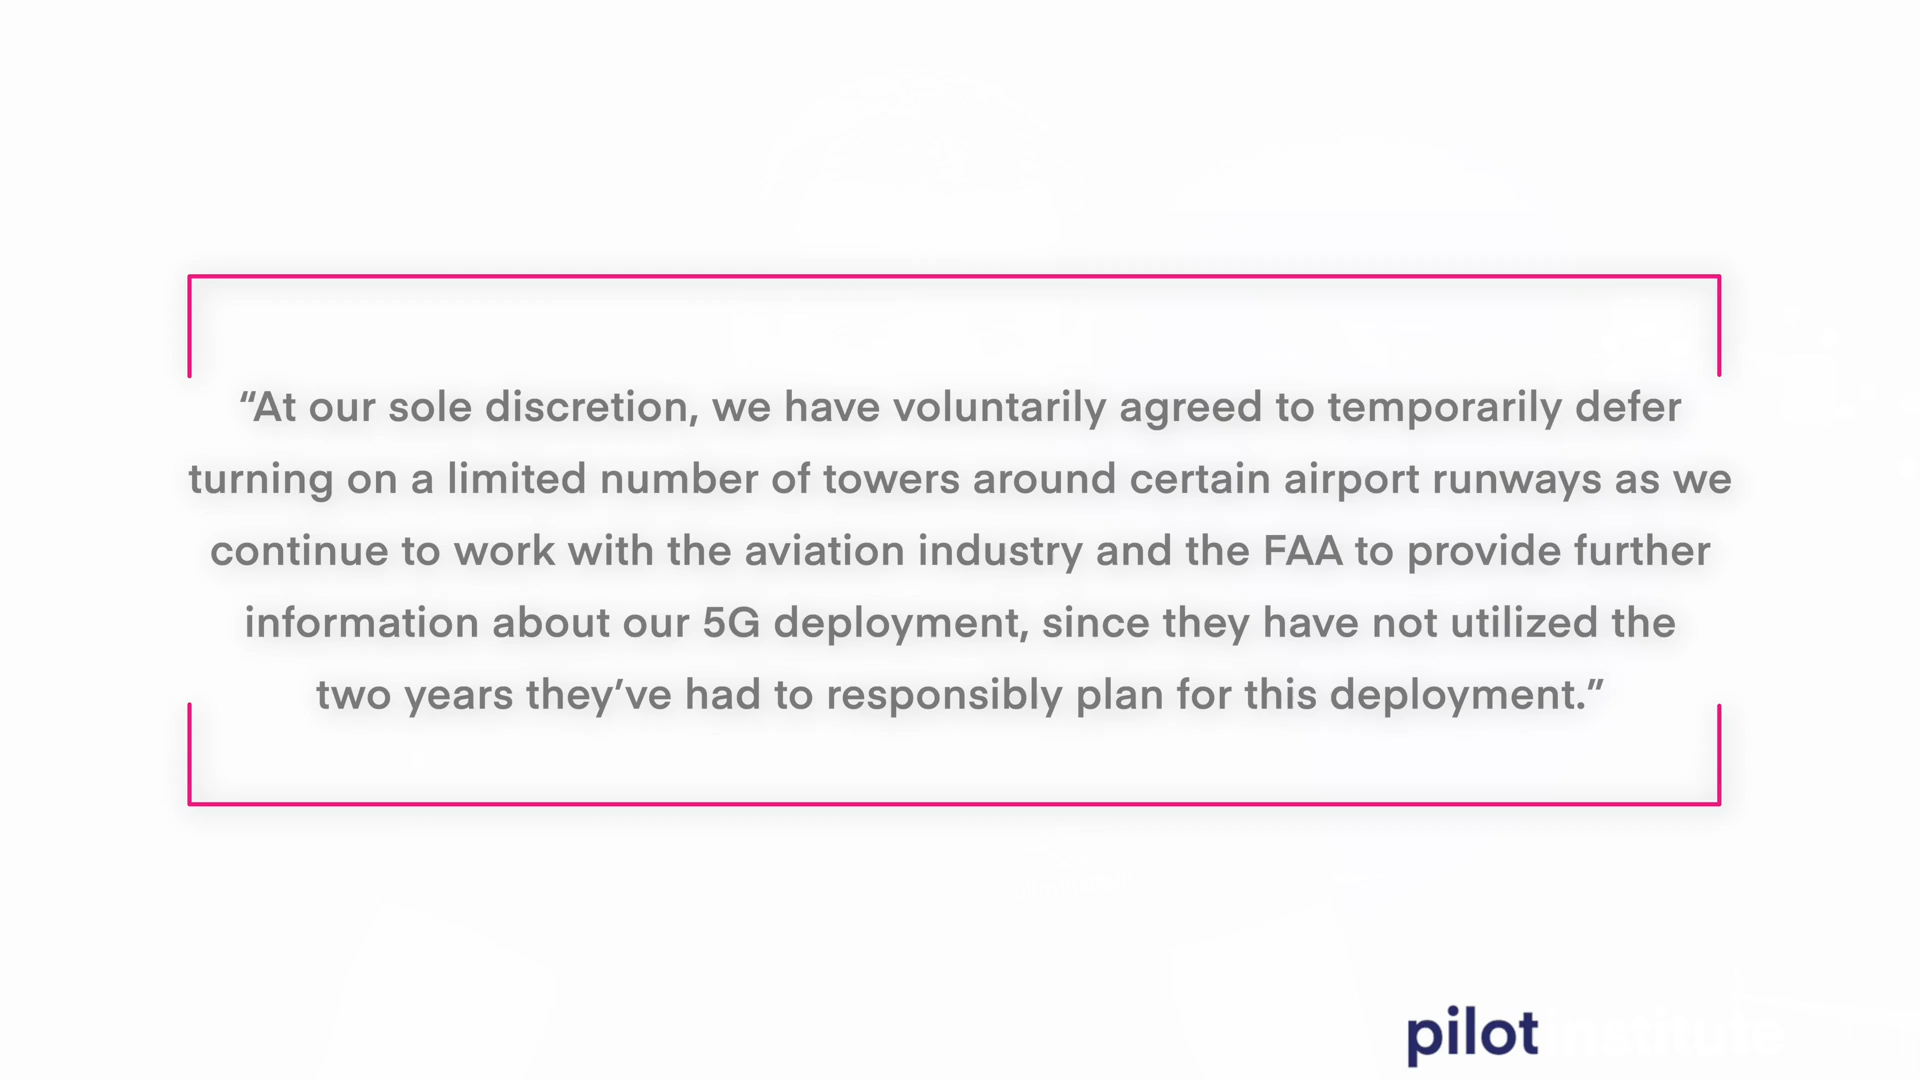 “At our sole discretion, we have voluntarily agreed to temporarily defer
turning on a limited number of towers around certain airport runways as we
continue to work with the aviation industry and the FAA to provide further
information about our 5G deployment, since they have not utilized the
two years they’ve had to responsibly plan for this deployment.”
pilot institute